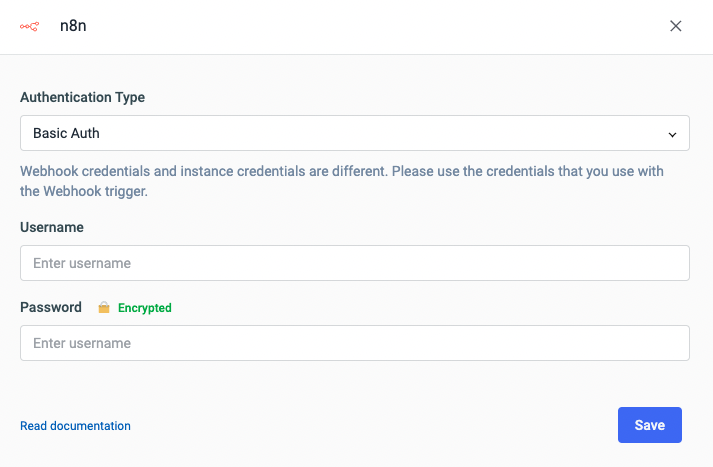 n8n
Authentication Type
Basic Auth
Webhook credentials and instance credentials are different. Please use the credentials that you use with
the Webhook trigger.
Username
Enter username
Password Encrypted
Enter username
Read documentation
Save